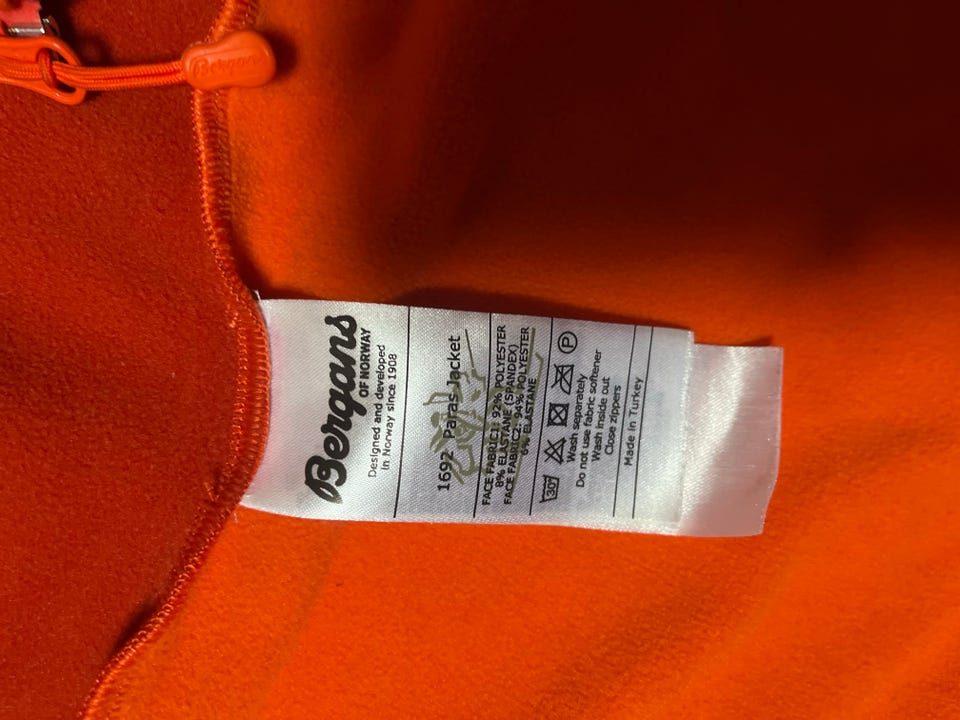 Bergans
Bergans
OF NORWAY
Designed and developed
in Norway since 1908
1692 Paras Jacket
FACE FABRIC1: 92% POLYESTER
8% ELASTANE (SPANDEX)
FACE FABRIC2: 94% POLYESTER
6% ELASTANE
30°
P
Wash separately
Do not use fabric softener
Wash inside out
Close zippers
Made in Turkey